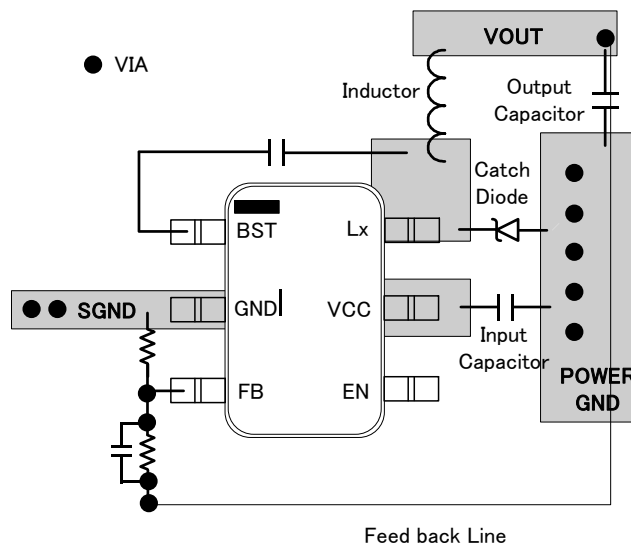 VOUT
VIA
Inductor
Output
Capacitor
Catch
Diode
BST
Lx
SGND
GND
VCC
Input
Capacitor
FB
EN
POWER
GND
Feed back Line